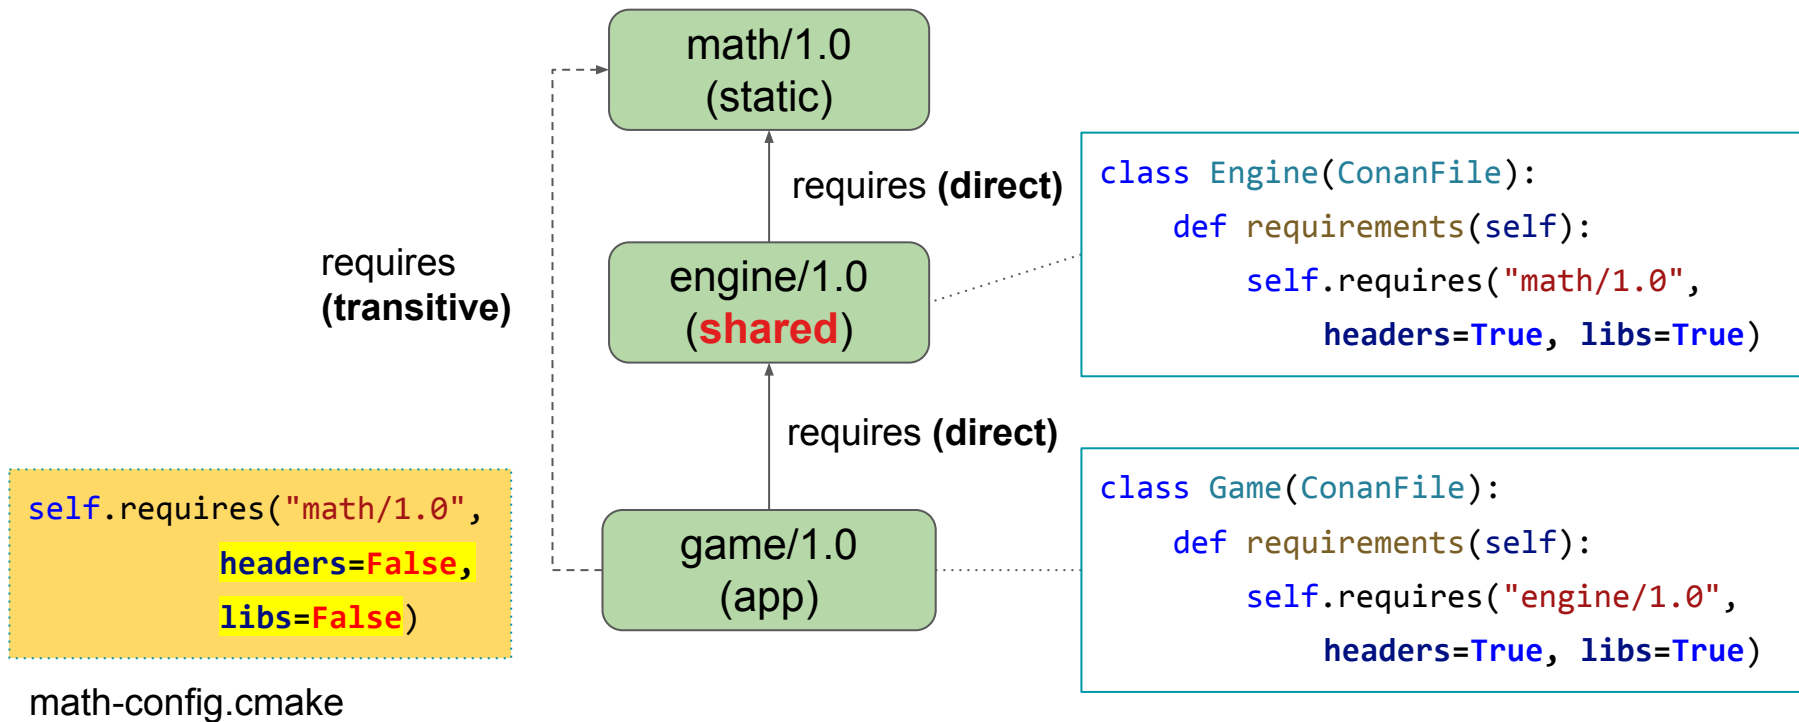 math/1.0
(static)
requires (direct)
class Engine(ConanFile):
def requirements(self):
self.requires("math/1.0",
headers=True, libs=True)
requires
(transitive)
engine/1.0
(shared)
requires (direct)
self.requires("math/1.0",
headers=False,
libs=False)
math-config.cmake
game/1.0
(app)
class Game(ConanFile):
def requirements(self):
self.requires("engine/1.0",
headers=True, libs=True)